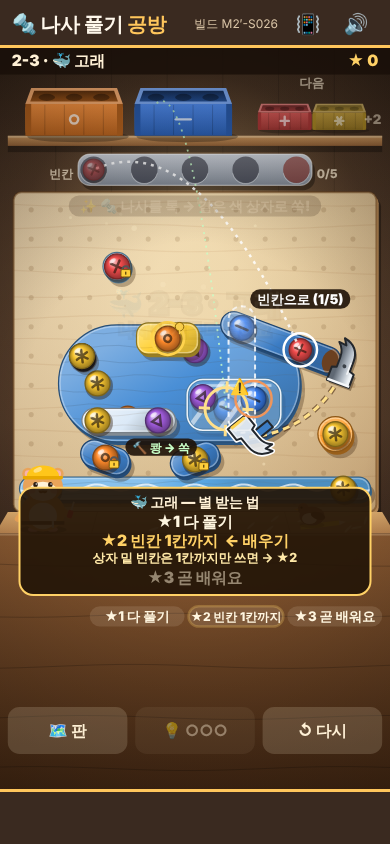 🔩 나사 풀기 공방 빌드 M2′-S026 📳 🔊
2-3 · 🐳 고래 ★ 0
다음
+2
빈칸 0/5
빈칸으로 (1/5)
🔨 쾅 → 쏙
🐳 고래 – 별 받는 법
★1 다 풀기
★2 빈칸 1칸까지 ← 배우기
상자 밑 빈칸은 1칸까지만 쓰면 → ★2
★3 곧 배워요
★1 다 풀기 ★2 빈칸 1칸까지 ★3 곧 배워요
🗺️ 판 💡 ○○○ ↺ 다시